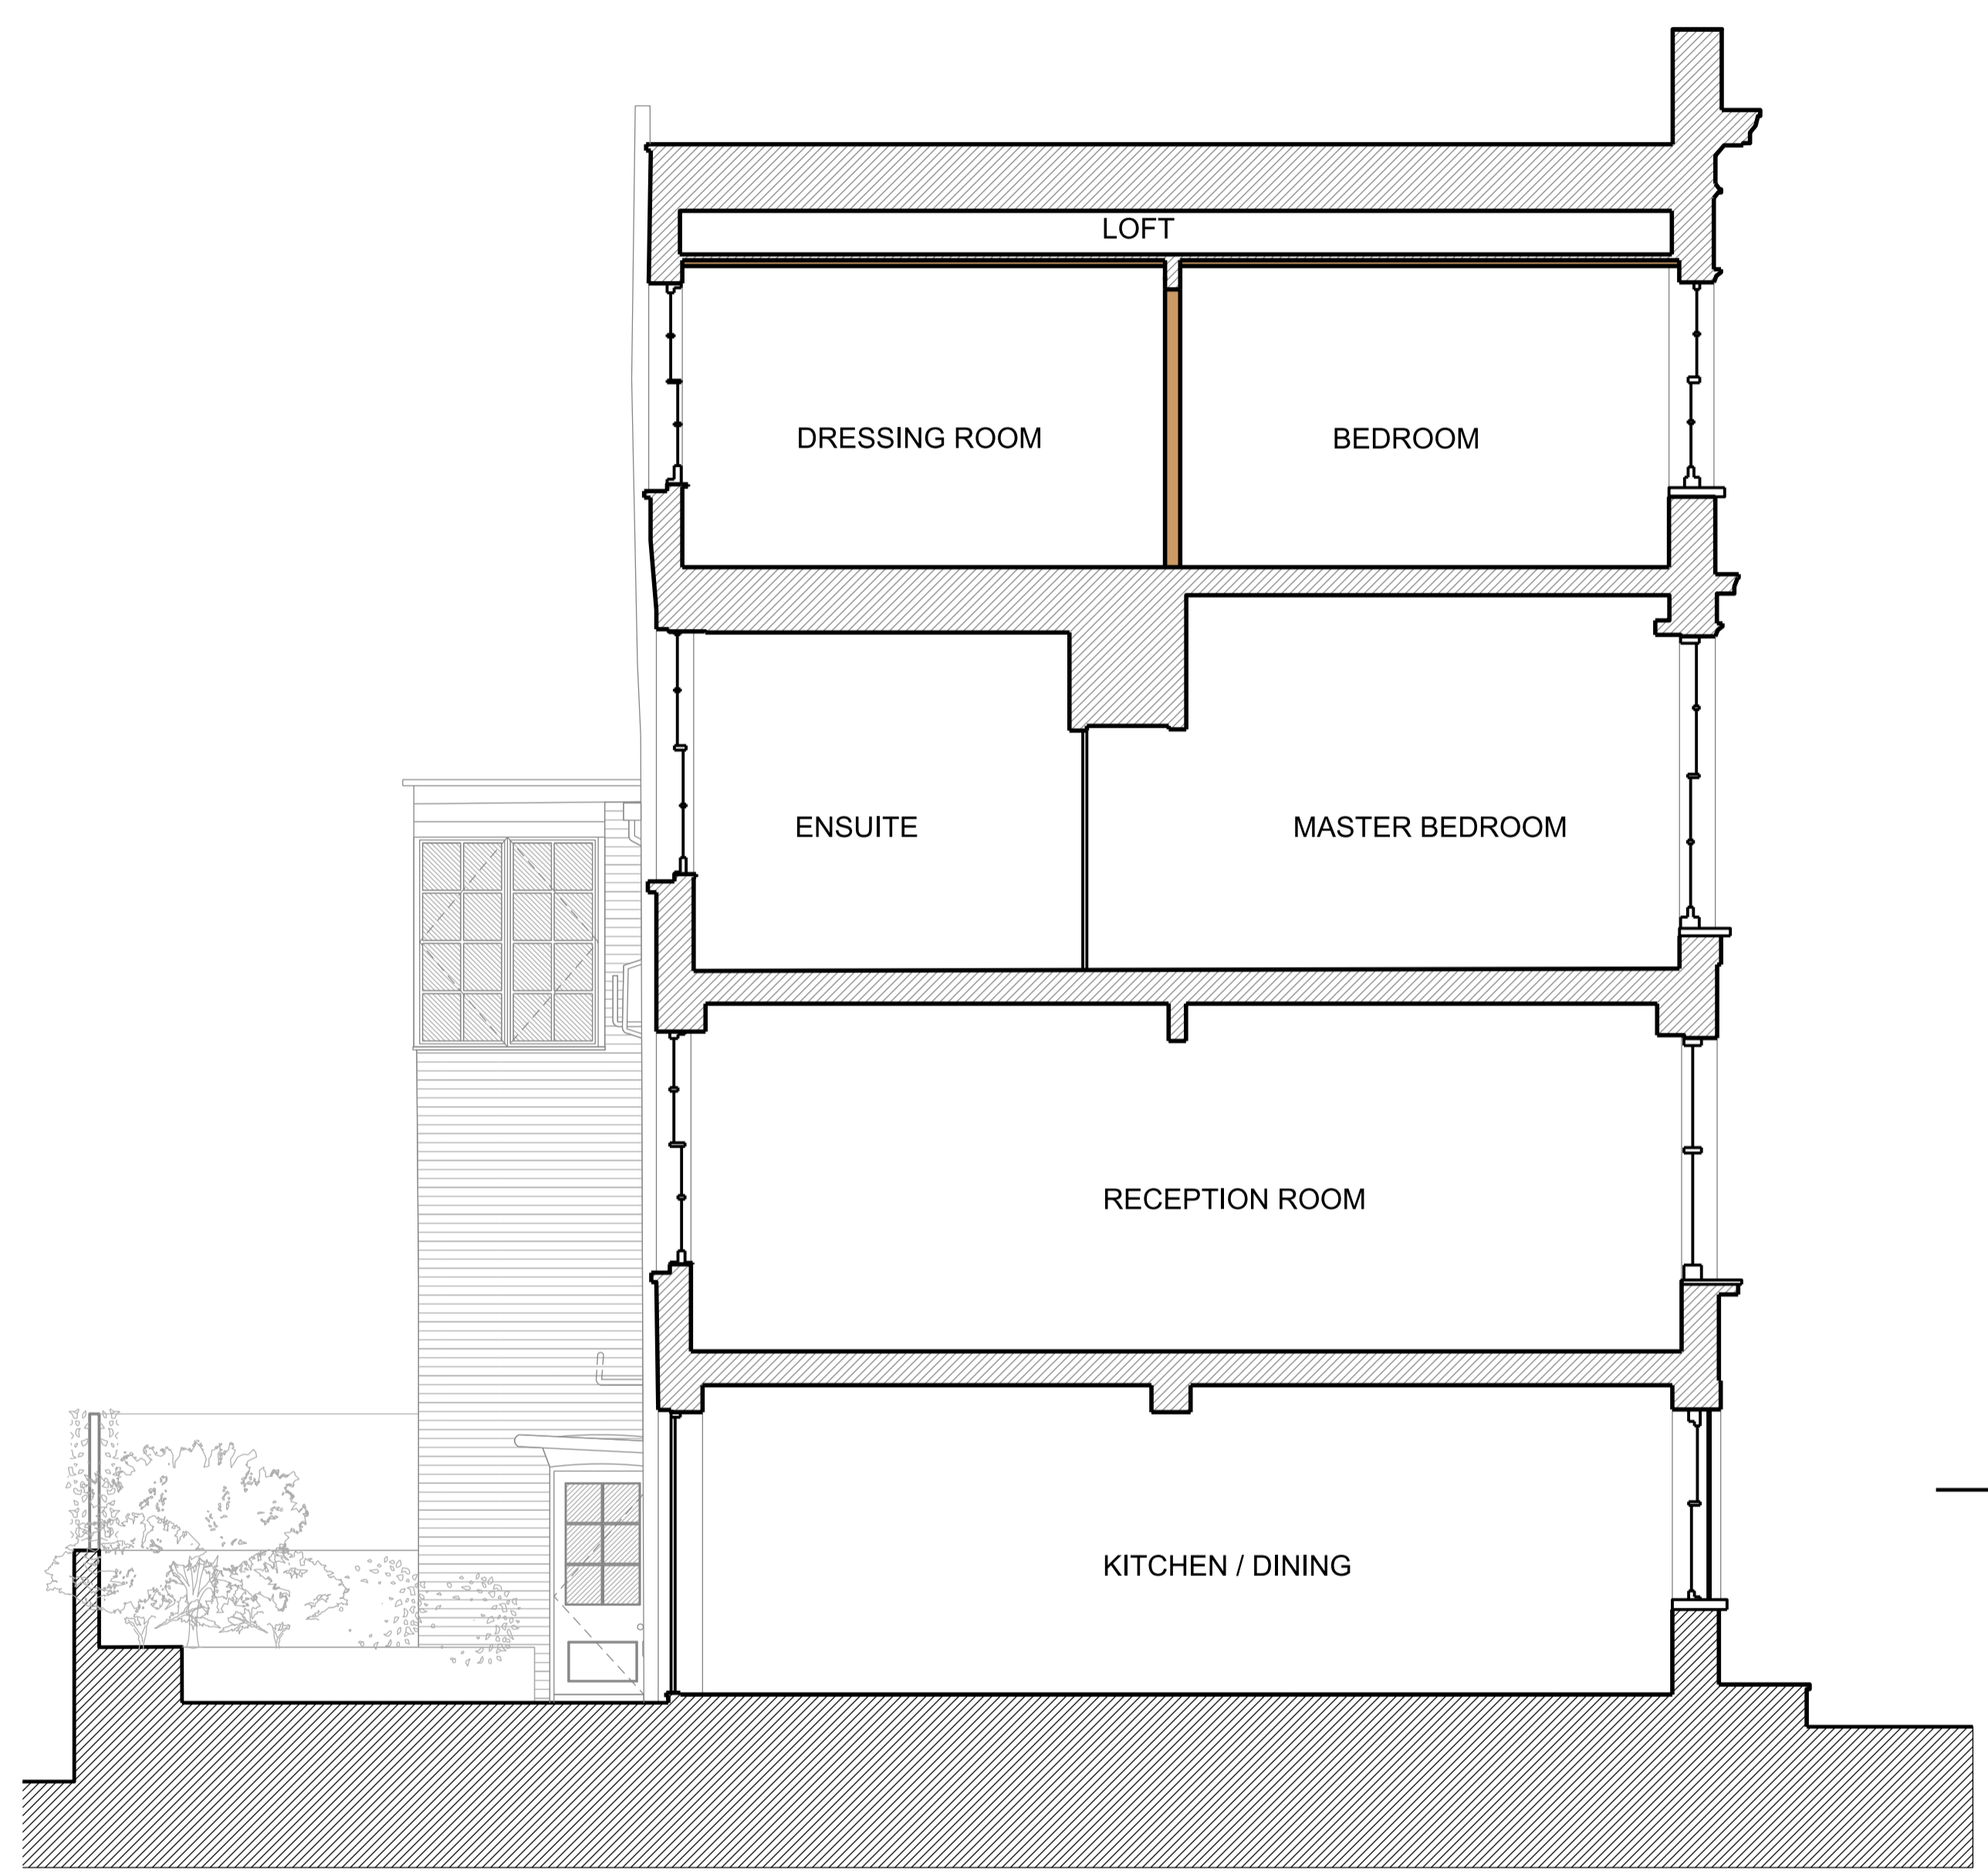 LOFT
DRESSING ROOM
BEDROOM
ENSUITE
MASTER BEDROOM
RECEPTION ROOM
KITCHEN / DINING